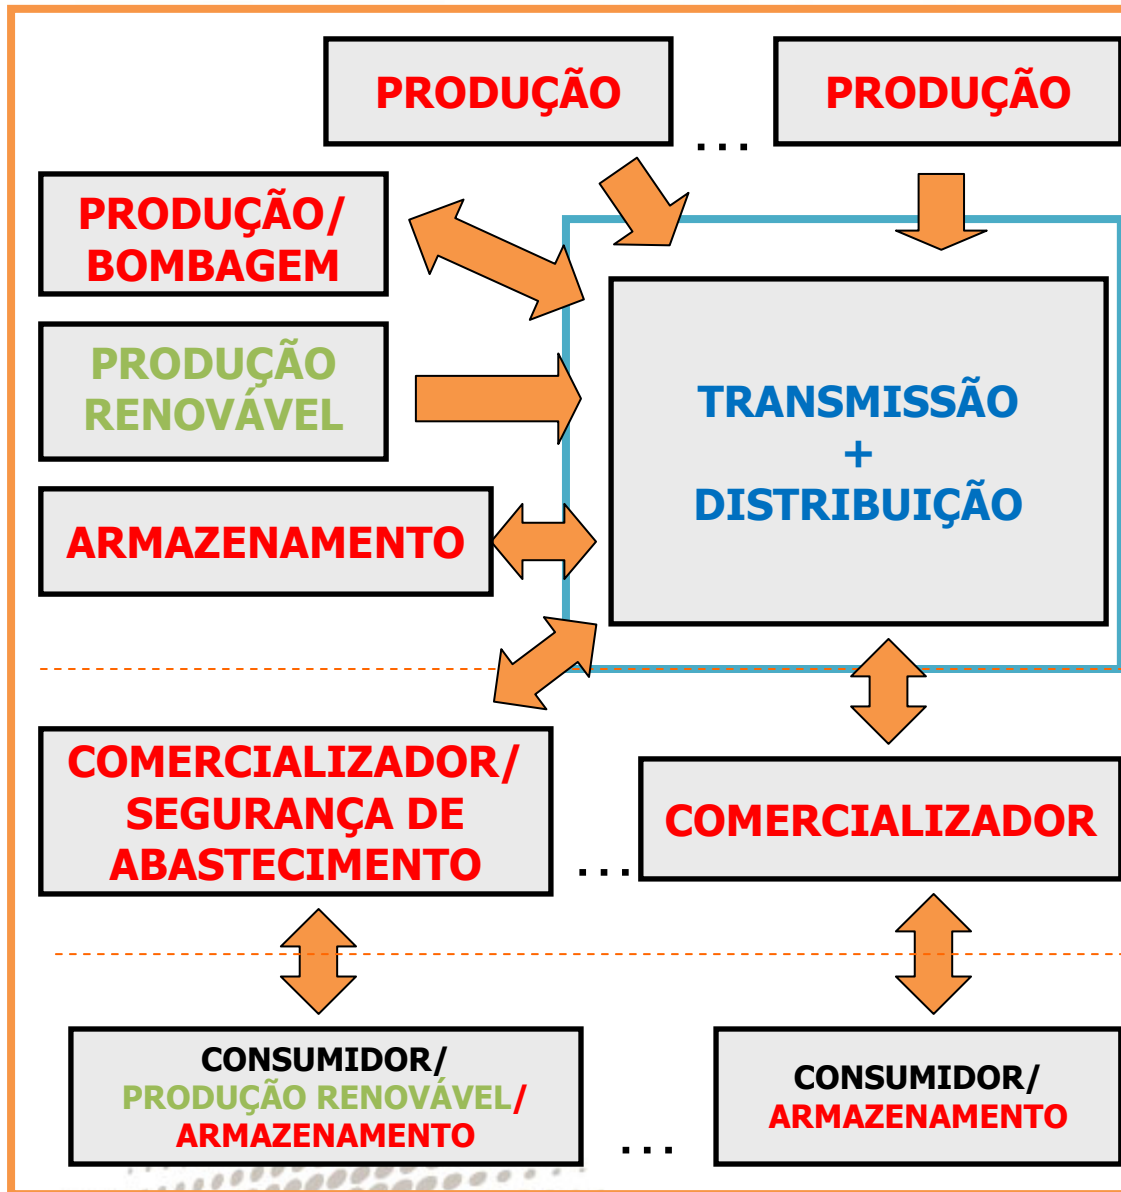 PRODUÇÃO
...
PRODUÇÃO
PRODUÇÃO/
BOMBAGEM
PRODUÇÃO
RENOVÁVEL
ARMAZENAMENTO
TRANSMISSÃO
+
DISTRIBUIÇÃO
COMERCIALIZADOR/
SEGURANÇA DE
ABASTECIMENTO
...
COMERCIALIZADOR
CONSUMIDOR/
PRODUÇÃO RENOVÁVEL/
ARMAZENAMENTO
...
CONSUMIDOR/
ARMAZENAMENTO